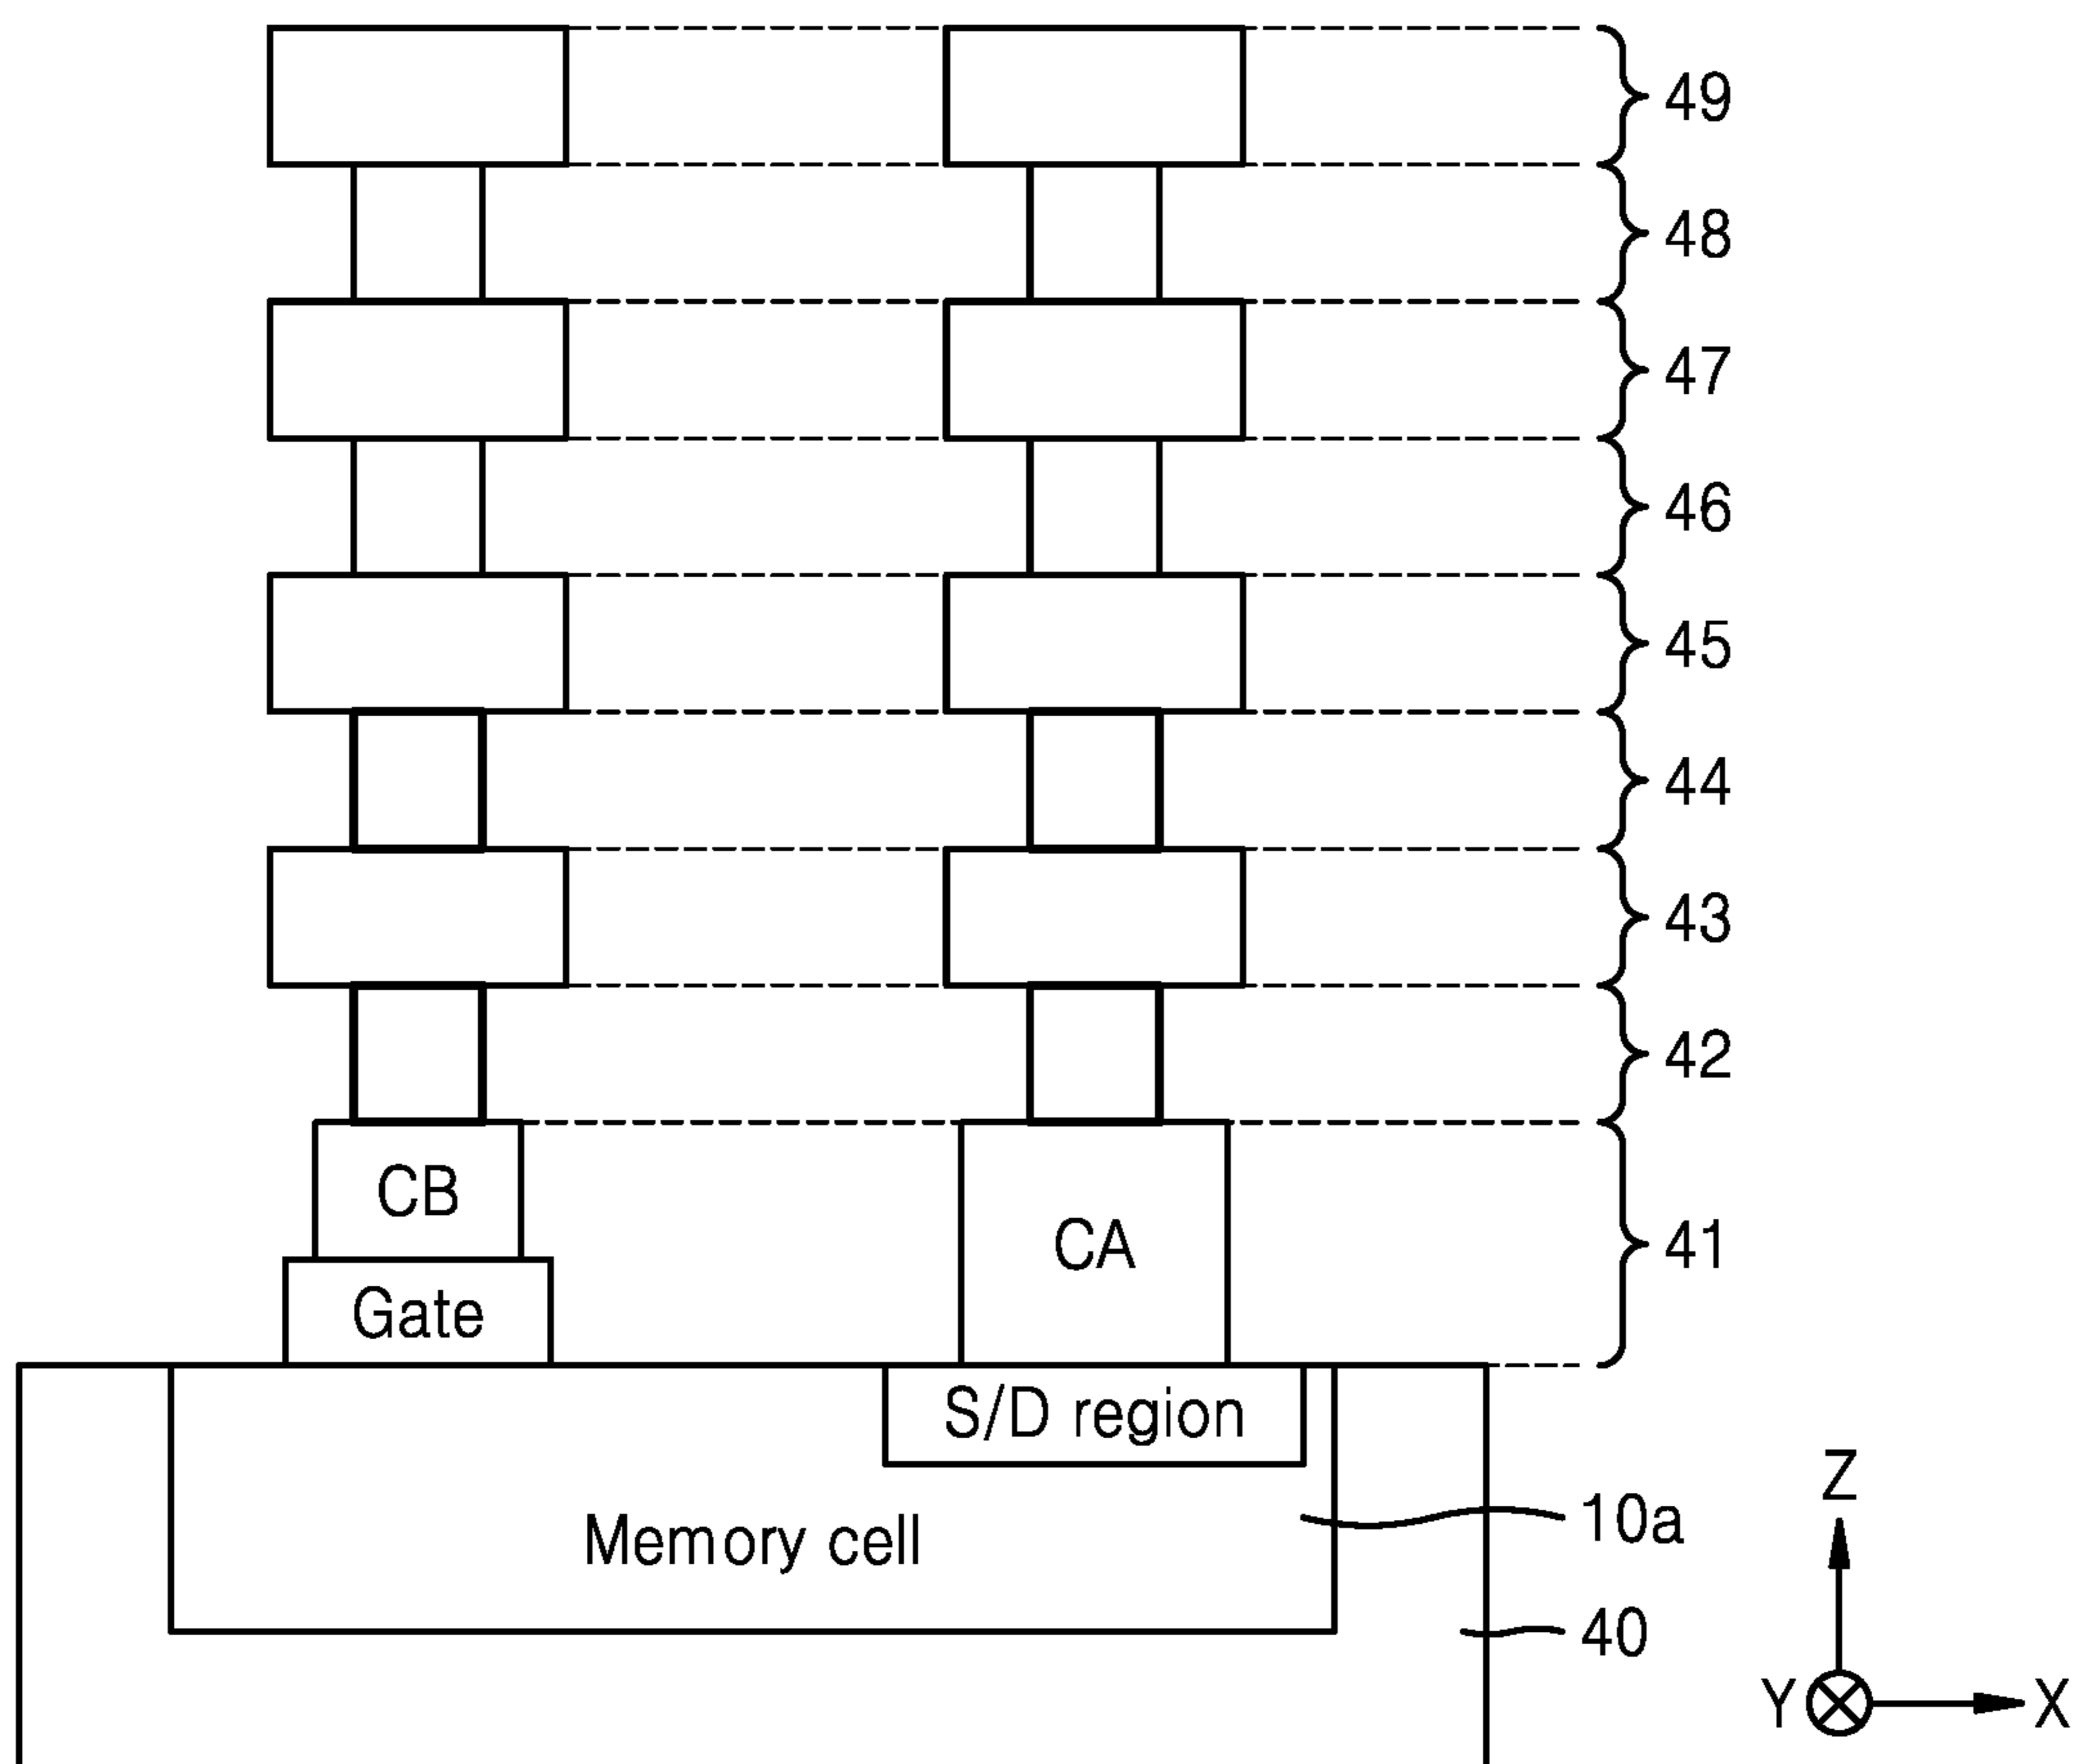 49
48
47
46
45
44
43
42
CB
CA
41
Gate
S/D region
Memory cell
10a
40
Z
Y
X